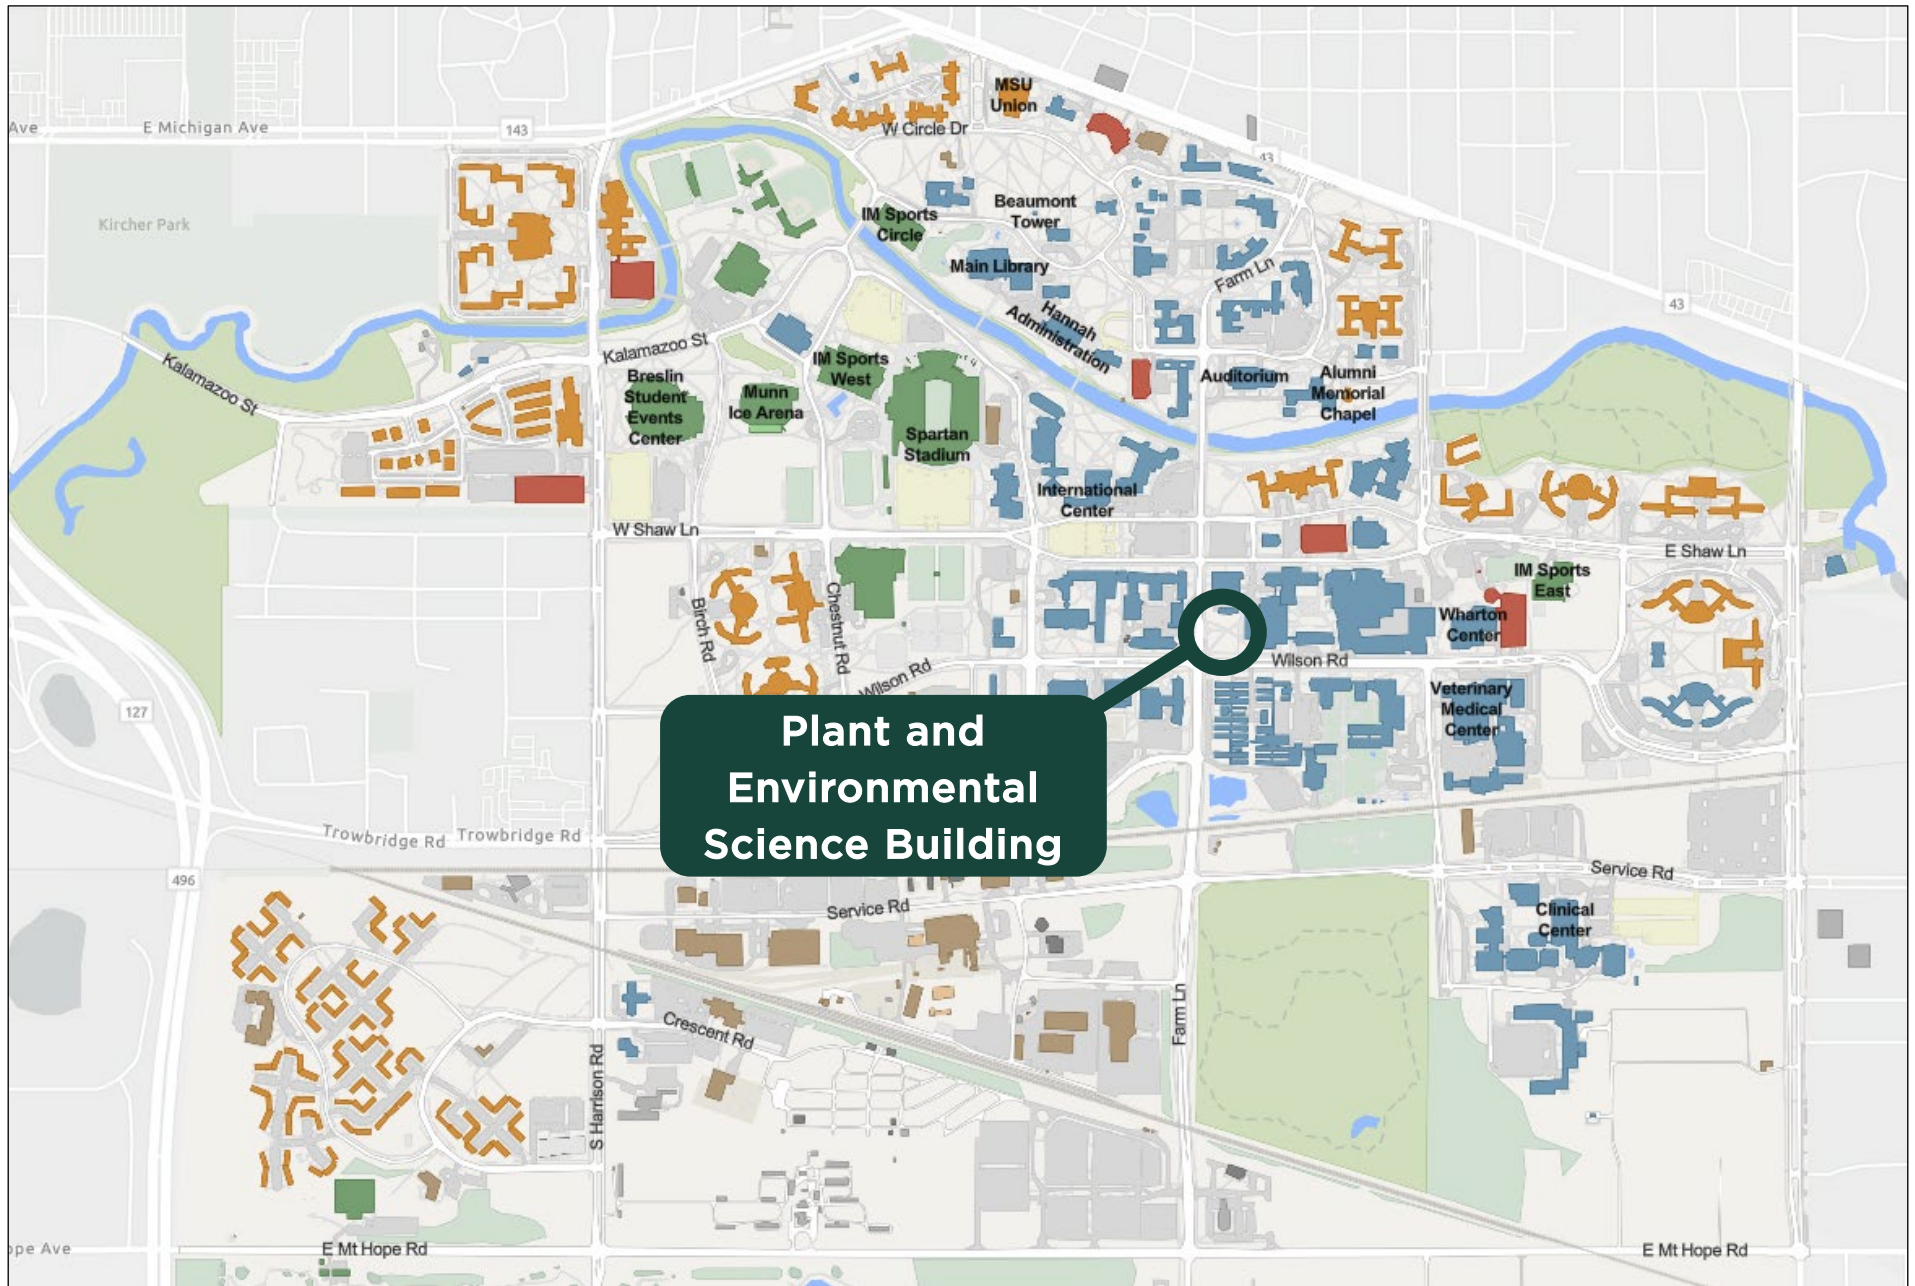 MSU
Union
Ave
E Michigan Ave
143
W Circle Dr
43
Kircher Park
IM Sports
Circle
Beaumont
Tower
Main Library
Farm Ln
43
Hannah
Administration
Kalamazoo St
Kalamazoo St
Breslin
Student
Events
Center
Munn
Ice Arena
IM Sports
West
Spartan
Stadium
Auditorium
Alumni
Memorial
Chapel
International
Center
W Shaw Ln
E Shaw Ln
IM Sports
East
Wharton
Center
Birch Rd
Chestnut Rd
Wilson Rd
Wilson Rd
127
Veterinary
Medical
Center
Plant and
Environmental
Science Building
Trowbridge Rd
Trowbridge Rd
496
Service Rd
Service Rd
Clinical
Center
Crescent Rd
Farm Ln
S Harrison Rd
ope Ave
E Mt Hope Rd
E Mt Hope Rd